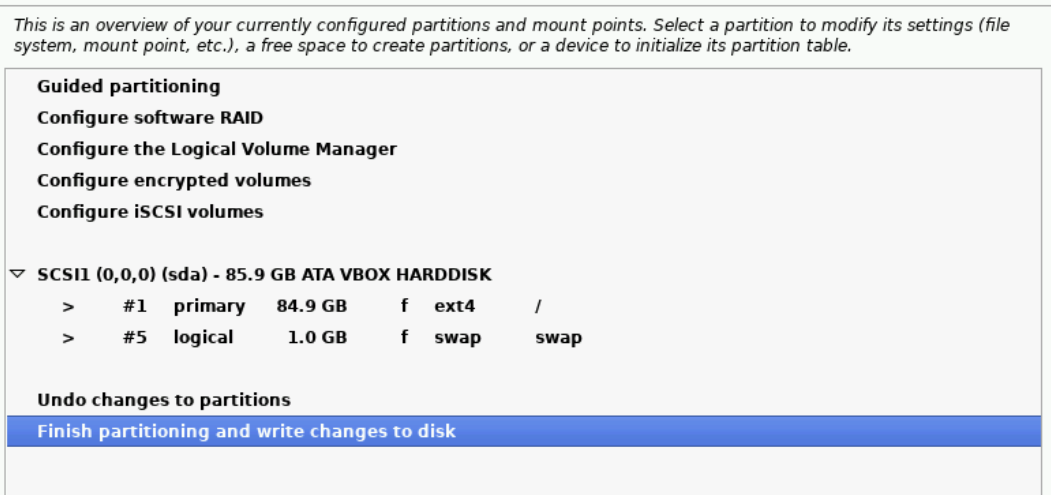 This is an overview of your currently configured partitions and mount points. Select a partition to modify its settings (file
system, mount point, etc.), a free space to create partitions, or a device to initialize its partition table.
Guided partitioning
Configure software RAID
Configure the Logical Volume Manager
Configure encrypted volumes
Configure iSCSI volumes
SCSI1 (0,0,0) (sda) - 85.9 GB ATA VBOX HARDDISK
> #1 primary 84.9 GB f ext4 /
> #5 logical 1.0 GB f swap swap
Undo changes to partitions
Finish partitioning and write changes to disk